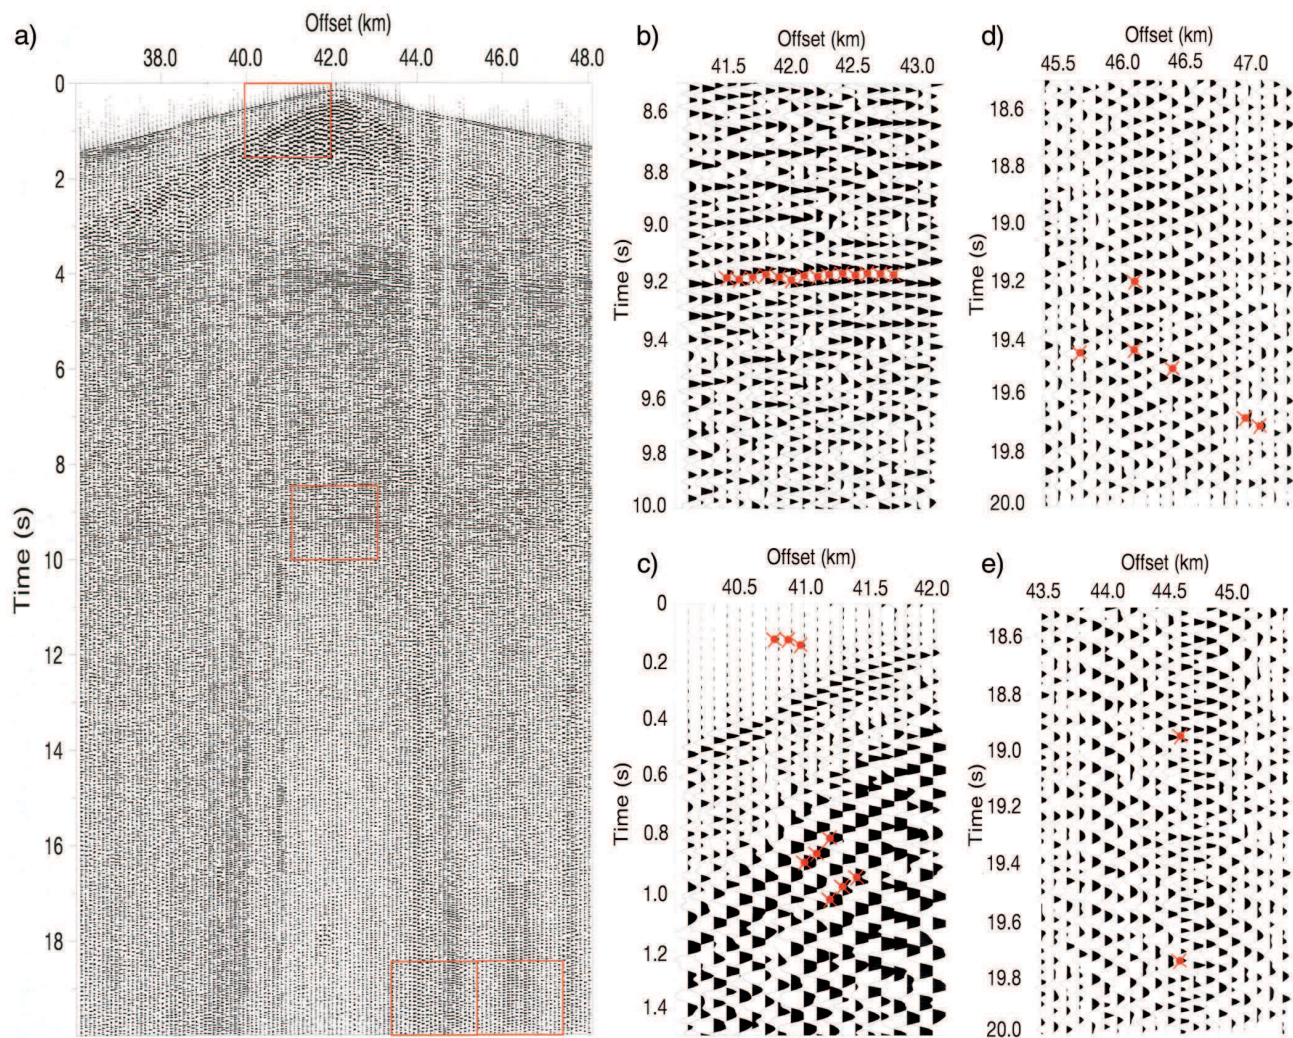 a)
Offset (km)
38.0 40.0 42.0 44.0 46.0 48.0
Time (s)
0
2
4
6
8
10
12
14
16
18
b)
Offset (km)
41.5 42.0 42.5 43.0
Time (s)
8.6
8.8
9.0
9.2
9.4
9.6
9.8
10.0
d)
Offset (km)
45.5 46.0 46.5 47.0
Time (s)
18.6
18.8
19.0
19.2
19.4
19.6
19.8
20.0
c)
Offset (km)
40.5 41.0 41.5 42.0
Time (s)
0
0.2
0.4
0.6
0.8
1.0
1.2
1.4
e)
Offset (km)
43.5 44.0 44.5 45.0
Time (s)
18.6
18.8
19.0
19.2
19.4
19.6
19.8
20.0